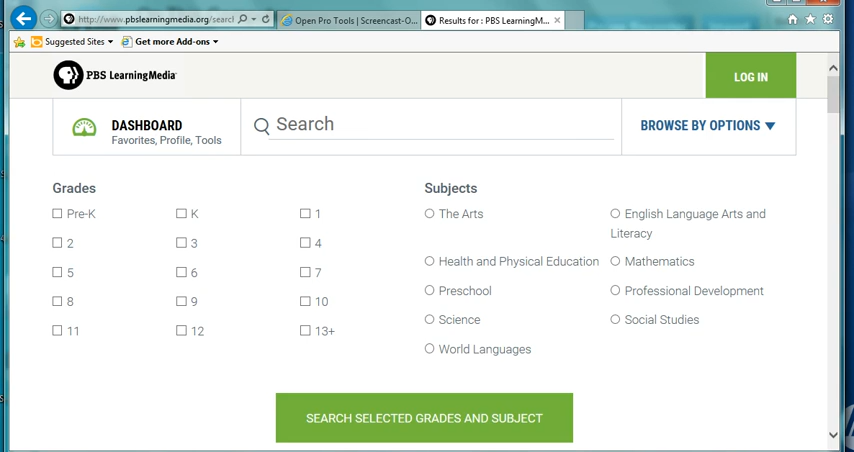 http://www.pbslearningmedia.org/searcl
Open Pro Tools | Screencast-O...
Results for : PBS LearningM...
Suggested Sites
Get more Add-ons
PBS LearningMedia
LOG IN
DASHBOARD
Favorites, Profile, Tools
Search
BROWSE BY OPTIONS
Grades
Pre-K K 1
2 3 4
5 6 7
8 9 10
11 12 13+
Subjects
The Arts
English Language Arts and
Literacy
Health and Physical Education
Mathematics
Preschool
Professional Development
Science
Social Studies
World Languages
SEARCH SELECTED GRADES AND SUBJECT